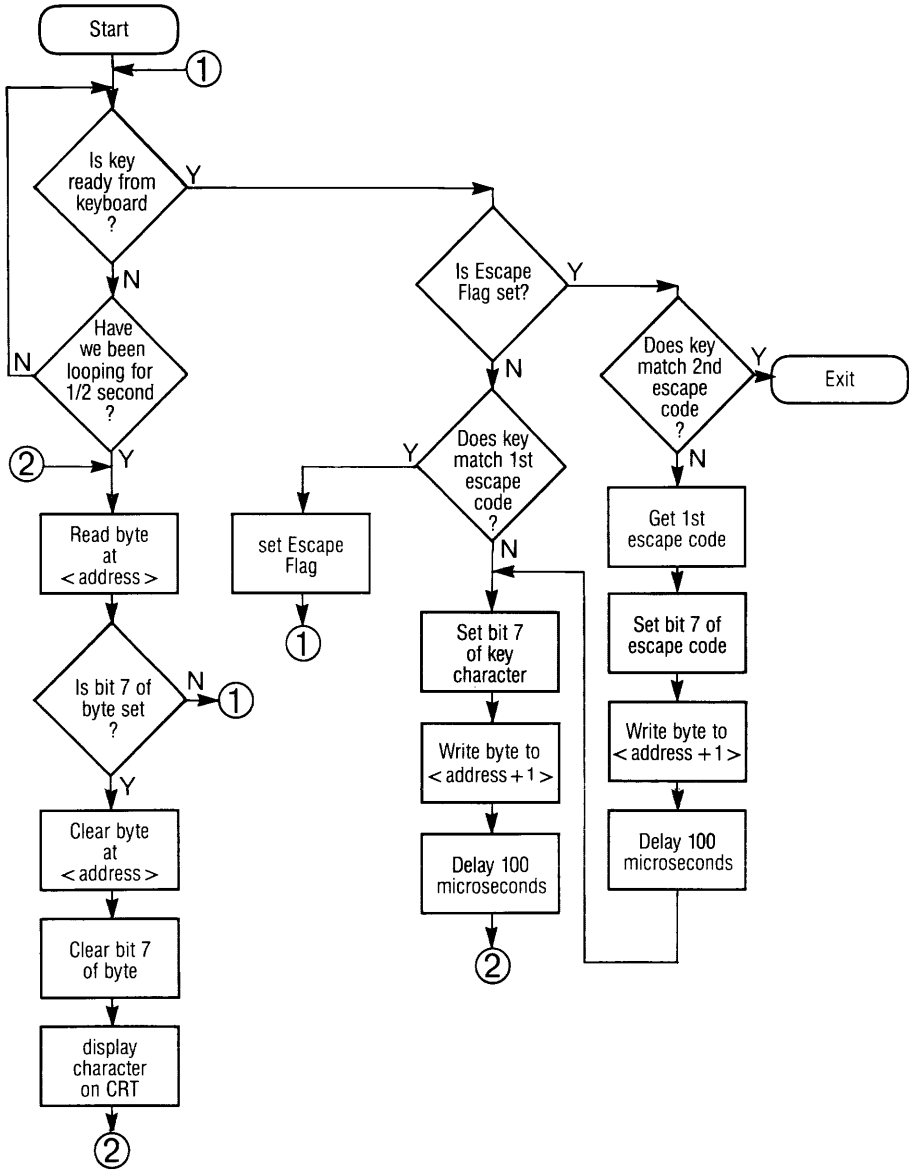 Start
1
Is key
ready from
keyboard
?
Y
N
Have
we been
looping for
1/2 second
?
N
Y
2
Read byte
at
< address >
Is bit 7 of
byte set
?
N
1
Y
Clear byte
at
< address >
Clear bit 7
of byte
display
character
on CRT
2
Is Escape
Flag set?
Y
N
Does key
match 1st
escape
code
?
Y
N
set Escape
Flag
1
Set bit 7
of key
character
Write byte to
< address + 1 >
Delay 100
microseconds
2
Does key
match 2nd
escape
code
?
Y
Exit
N
Get 1st
escape code
Set bit 7 of
escape code
Write byte to
< address + 1 >
Delay 100
microseconds